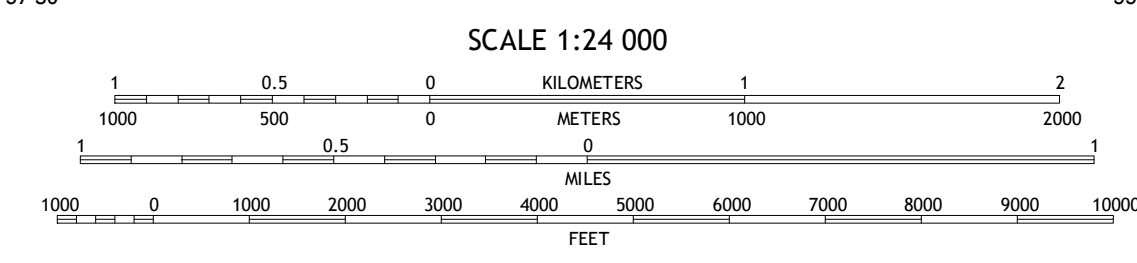 SCALE 1:24 000
1 0.5 0 KILOMETERS 1 2
1000 500 0 METERS 1000 2000
1 0.5 0 1
MILES
1000 0 1000 2000 3000 4000 5000 6000 7000 8000 9000 10000
FEET